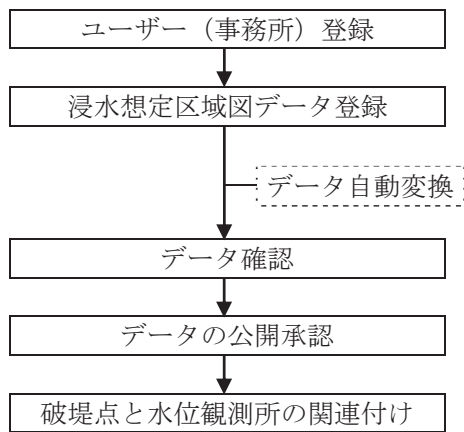 ユーザー（事務所）登録
浸水想定区域図データ登録
データ自動変換
データ確認
データの公開承認
破堤点と水位観測所の関連付け